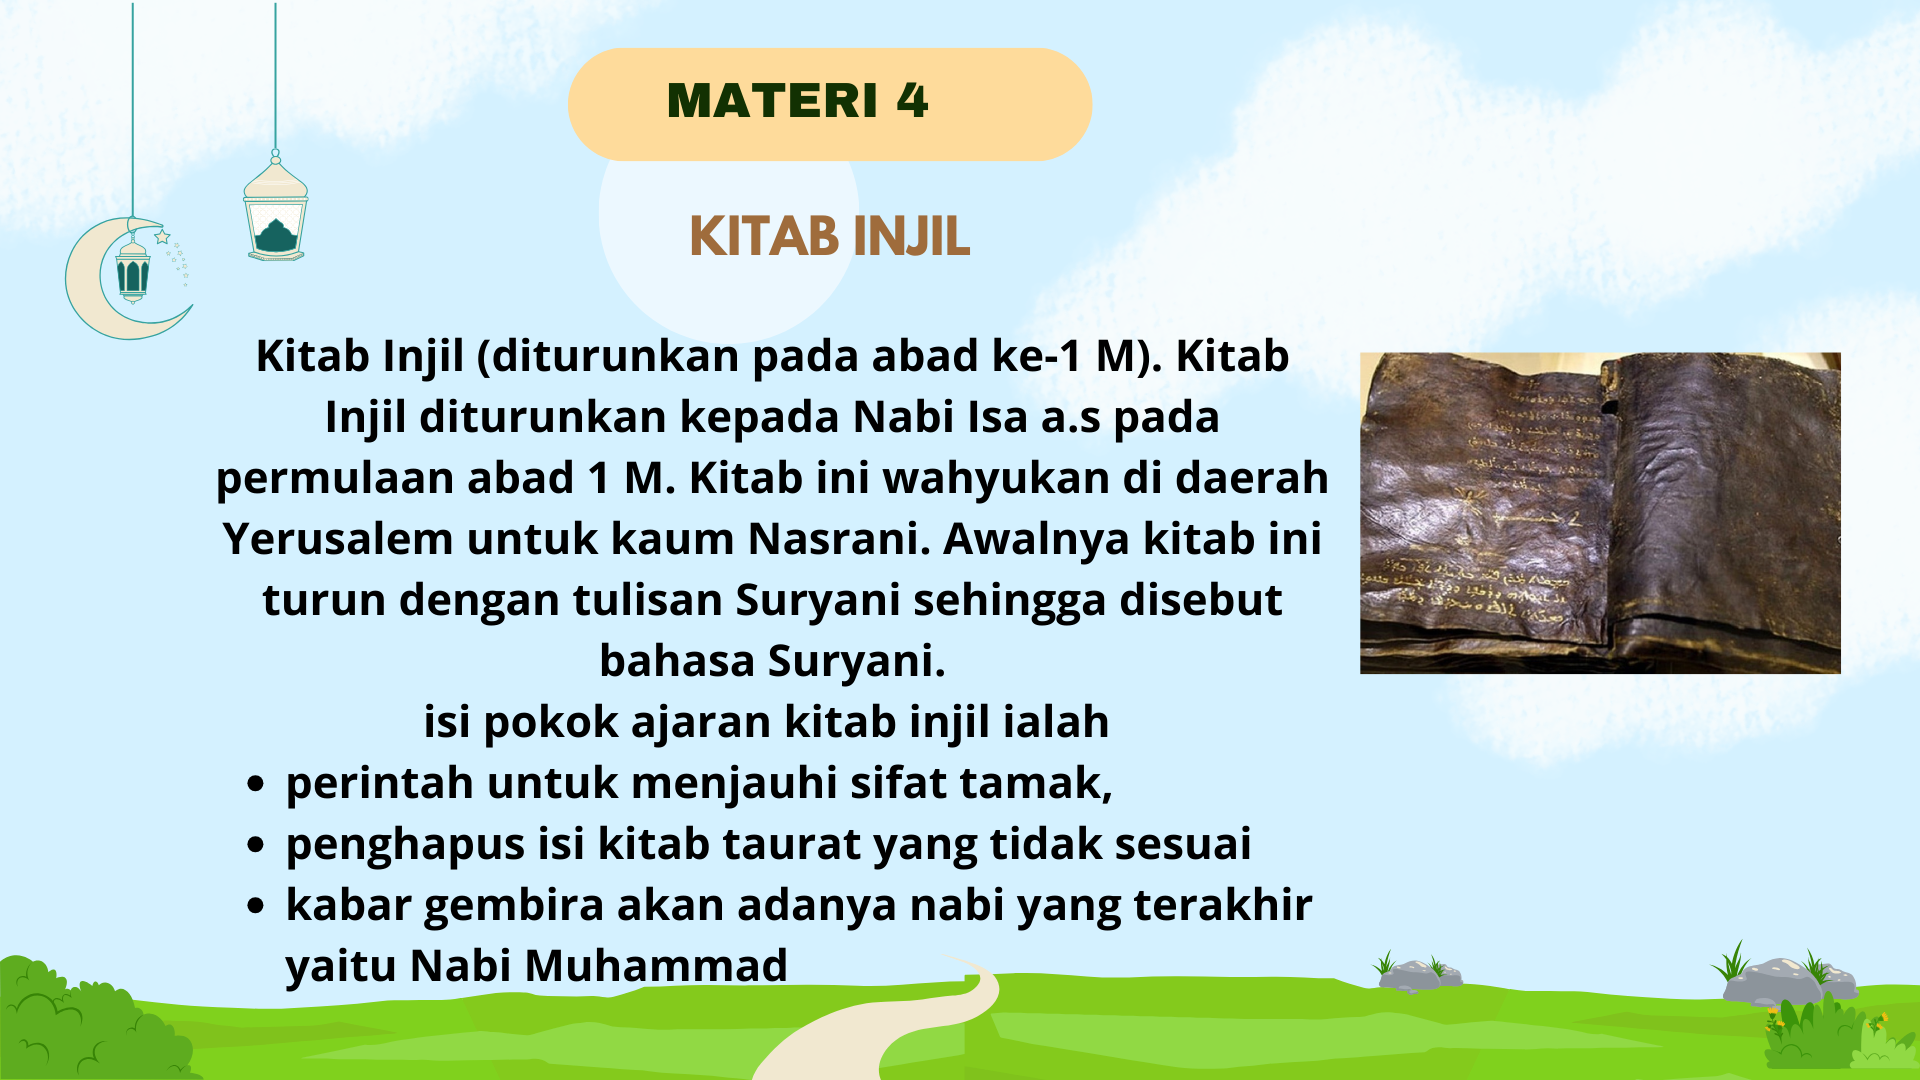 MATERI 4
KITAB INJIL
Kitab Injil (diturunkan pada abad ke-1 M). Kitab
Injil diturunkan kepada Nabi Isa a.s pada
permulaan abad 1 M. Kitab ini wahyukan di daerah
Yerusalem untuk kaum Nasrani. Awalnya kitab ini
turun dengan tulisan Suryani sehingga disebut
bahasa Suryani.
isi pokok ajaran kitab injil ialah
• perintah untuk menjauhi sifat tamak,
• penghapus isi kitab taurat yang tidak sesuai
• kabar gembira akan adanya nabi yang terakhir
yaitu Nabi Muhammad